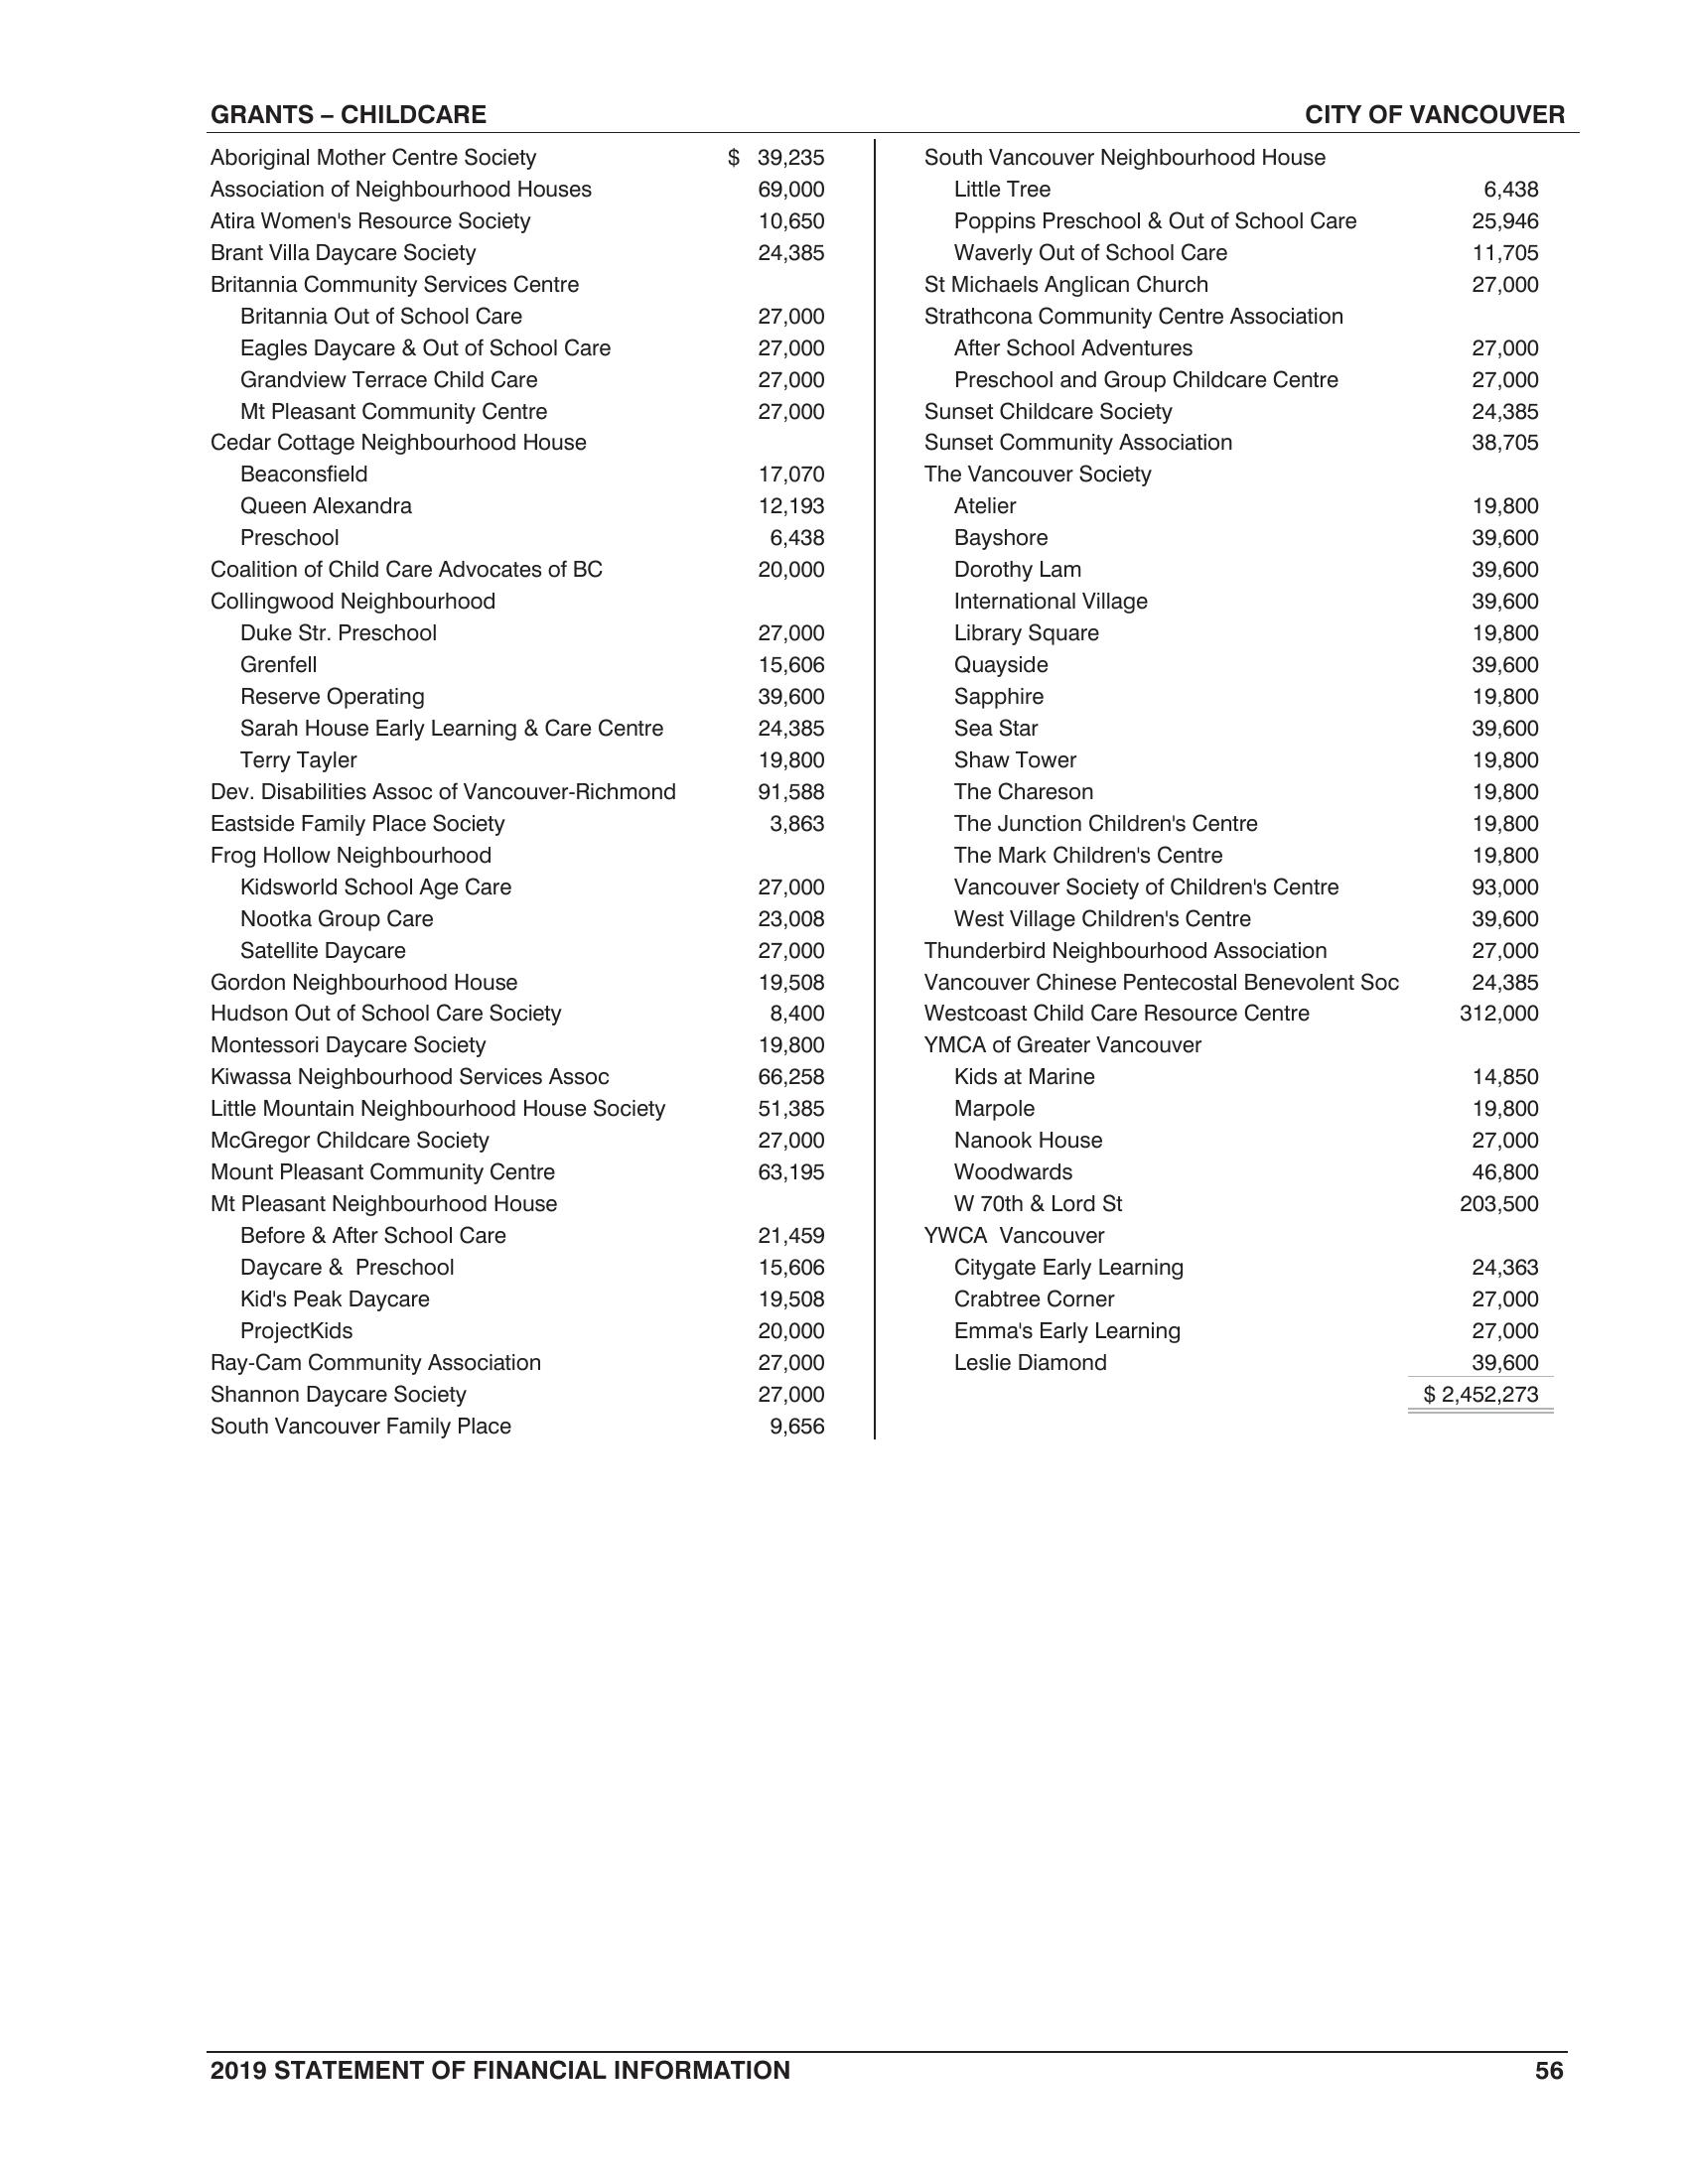 GRANTS – CHILDCARE CITY OF VANCOUVER
Aboriginal Mother Centre Society $ 39,235
Association of Neighbourhood Houses 69,000
Atira Women's Resource Society 10,650
Brant Villa Daycare Society 24,385
Britannia Community Services Centre
Britannia Out of School Care 27,000
Eagles Daycare & Out of School Care 27,000
Grandview Terrace Child Care 27,000
Mt Pleasant Community Centre 27,000
Cedar Cottage Neighbourhood House
Beaconsfield 17,070
Queen Alexandra 12,193
Preschool 6,438
Coalition of Child Care Advocates of BC 20,000
Collingwood Neighbourhood
Duke Str. Preschool 27,000
Grenfell 15,606
Reserve Operating 39,600
Sarah House Early Learning & Care Centre 24,385
Terry Tayler 19,800
Dev. Disabilities Assoc of Vancouver-Richmond 91,588
Eastside Family Place Society 3,863
Frog Hollow Neighbourhood
Kidsworld School Age Care 27,000
Nootka Group Care 23,008
Satellite Daycare 27,000
Gordon Neighbourhood House 19,508
Hudson Out of School Care Society 8,400
Montessori Daycare Society 19,800
Kiwassa Neighbourhood Services Assoc 66,258
Little Mountain Neighbourhood House Society 51,385
McGregor Childcare Society 27,000
Mount Pleasant Community Centre 63,195
Mt Pleasant Neighbourhood House
Before & After School Care 21,459
Daycare & Preschool 15,606
Kid's Peak Daycare 19,508
ProjectKids 20,000
Ray-Cam Community Association 27,000
Shannon Daycare Society 27,000
South Vancouver Family Place 9,656
South Vancouver Neighbourhood House
Little Tree 6,438
Poppins Preschool & Out of School Care 25,946
Waverly Out of School Care 11,705
St Michaels Anglican Church 27,000
Strathcona Community Centre Association
After School Adventures 27,000
Preschool and Group Childcare Centre 27,000
Sunset Childcare Society 24,385
Sunset Community Association 38,705
The Vancouver Society
Atelier 19,800
Bayshore 39,600
Dorothy Lam 39,600
International Village 39,600
Library Square 19,800
Quayside 39,600
Sapphire 19,800
Sea Star 39,600
Shaw Tower 19,800
The Chareson 19,800
The Junction Children's Centre 19,800
The Mark Children's Centre 19,800
Vancouver Society of Children's Centre 93,000
West Village Children's Centre 39,600
Thunderbird Neighbourhood Association 27,000
Vancouver Chinese Pentecostal Benevolent Soc 24,385
Westcoast Child Care Resource Centre 312,000
YMCA of Greater Vancouver
Kids at Marine 14,850
Marpole 19,800
Nanook House 27,000
Woodwards 46,800
W 70th & Lord St 203,500
YWCA Vancouver
Citygate Early Learning 24,363
Crabtree Corner 27,000
Emma's Early Learning 27,000
Leslie Diamond 39,600
$ 2,452,273
2019 STATEMENT OF FINANCIAL INFORMATION 56